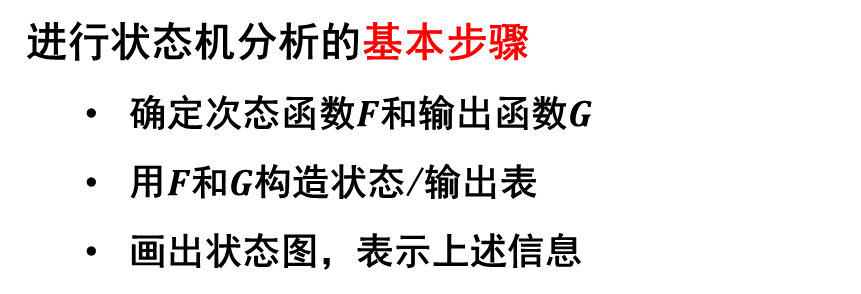 进行状态机分析的基本步骤
• 确定次态函数F和输出函数G
• 用F和G构造状态/输出表
• 画出状态图，表示上述信息